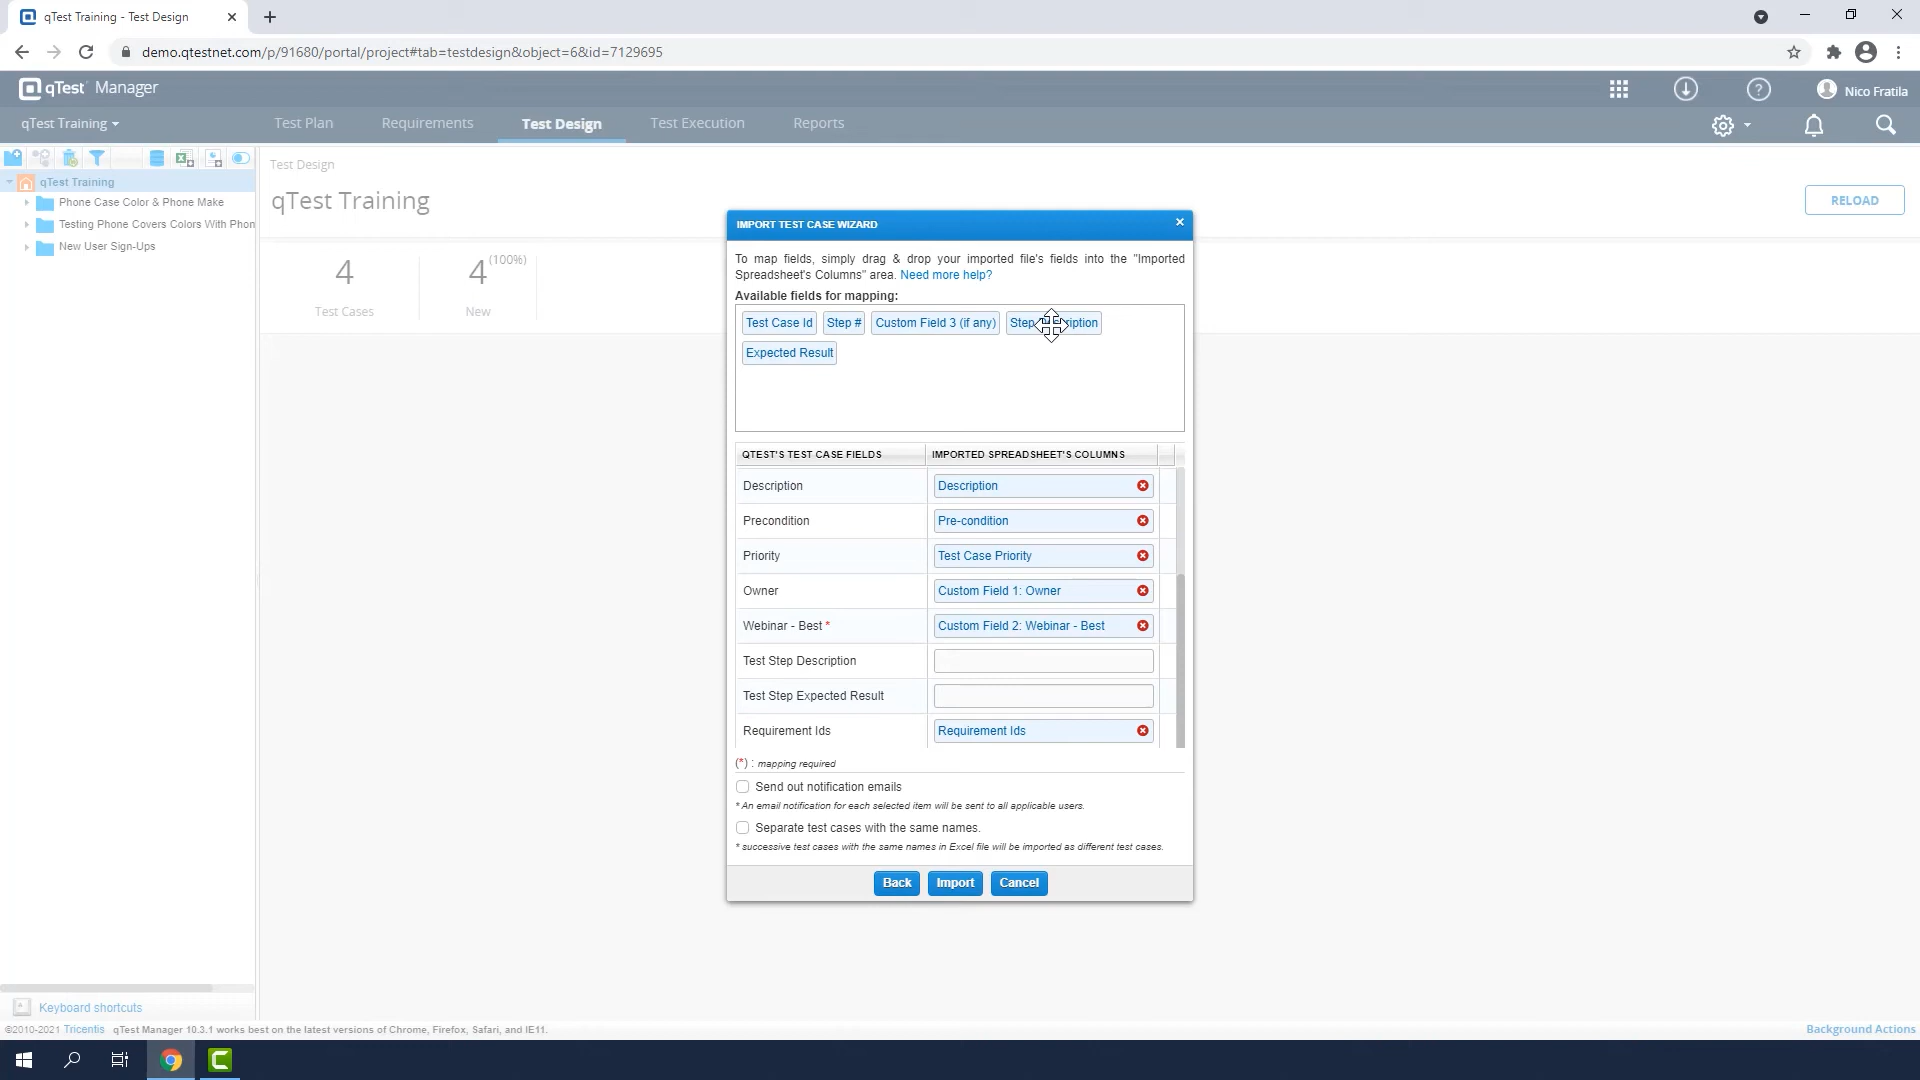 qTest Training - Test Design
demo.qtestnet.com/p/91680/portal/project#tab=testdesign&object=6&id=7129695
qTest Manager
Nico Fratila
qTest Training
Test Plan
Requirements
Test Design
Test Execution
Reports
qTest Training
Phone Case Color & Phone Make
Testing Phone Covers Colors With Phon
New User Sign-Ups
Test Design
qTest Training
RELOAD
4
Test Cases
4 (100%)
New
IMPORT TEST CASE WIZARD
To map fields, simply drag & drop your imported file's fields into the "Imported
Spreadsheet's Columns" area. Need more help?
Available fields for mapping:
Test Case Id Step # Custom Field 3 (if any) Step
Expected Result
QTEST'S TEST CASE FIELDS IMPORTED SPREADSHEET'S COLUMNS
Description Description
Precondition Pre-condition
Priority Test Case Priority
Owner Custom Field 1: Owner
Webinar - Best * Custom Field 2: Webinar - Best
Test Step Description
Test Step Expected Result
Requirement Ids Requirement Ids
(*) : mapping required
Send out notification emails
* An email notification for each selected item will be sent to all applicable users.
Separate test cases with the same names.
* successive test cases with the same names in Excel file will be imported as different test cases.
Back Import Cancel
Keyboard shortcuts
©2010-2021 Tricentis qTest Manager 10.3.1 works best on the latest versions of Chrome, Firefox, Safari, and IE11.
Background Actions